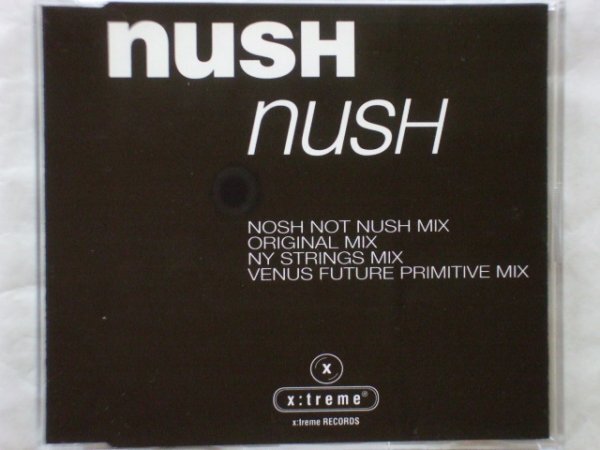 nusH
nusH
NOSH NOT NUSH MIX
ORIGINAL MIX
NY STRINGS MIX
VENUS FUTURE PRIMITIVE MIX
x
x:treme®
x:treme RECORDS